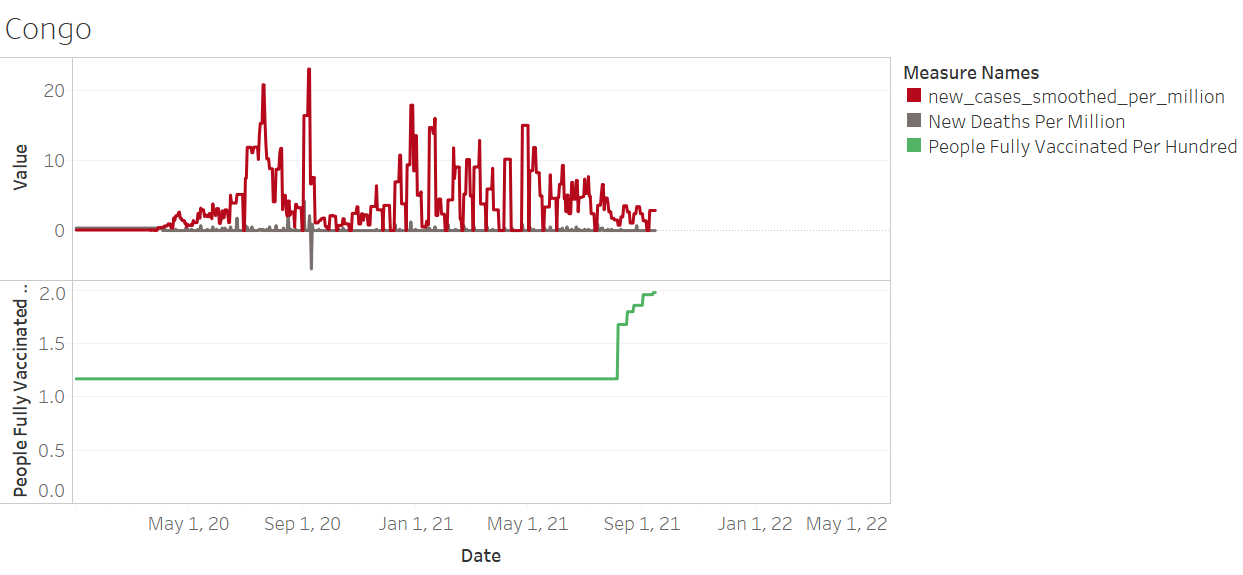 Congo
Value
20
10
0
People Fully Vaccinated ..
2.0
1.5
1.0
0.5
0.0
May 1, 20
Sep 1, 20
Jan 1, 21
May 1, 21
Sep 1, 21
Jan 1, 22
May 1, 22
Date
Measure Names
new_cases_smoothed_per_million
New Deaths Per Million
People Fully Vaccinated Per Hundred